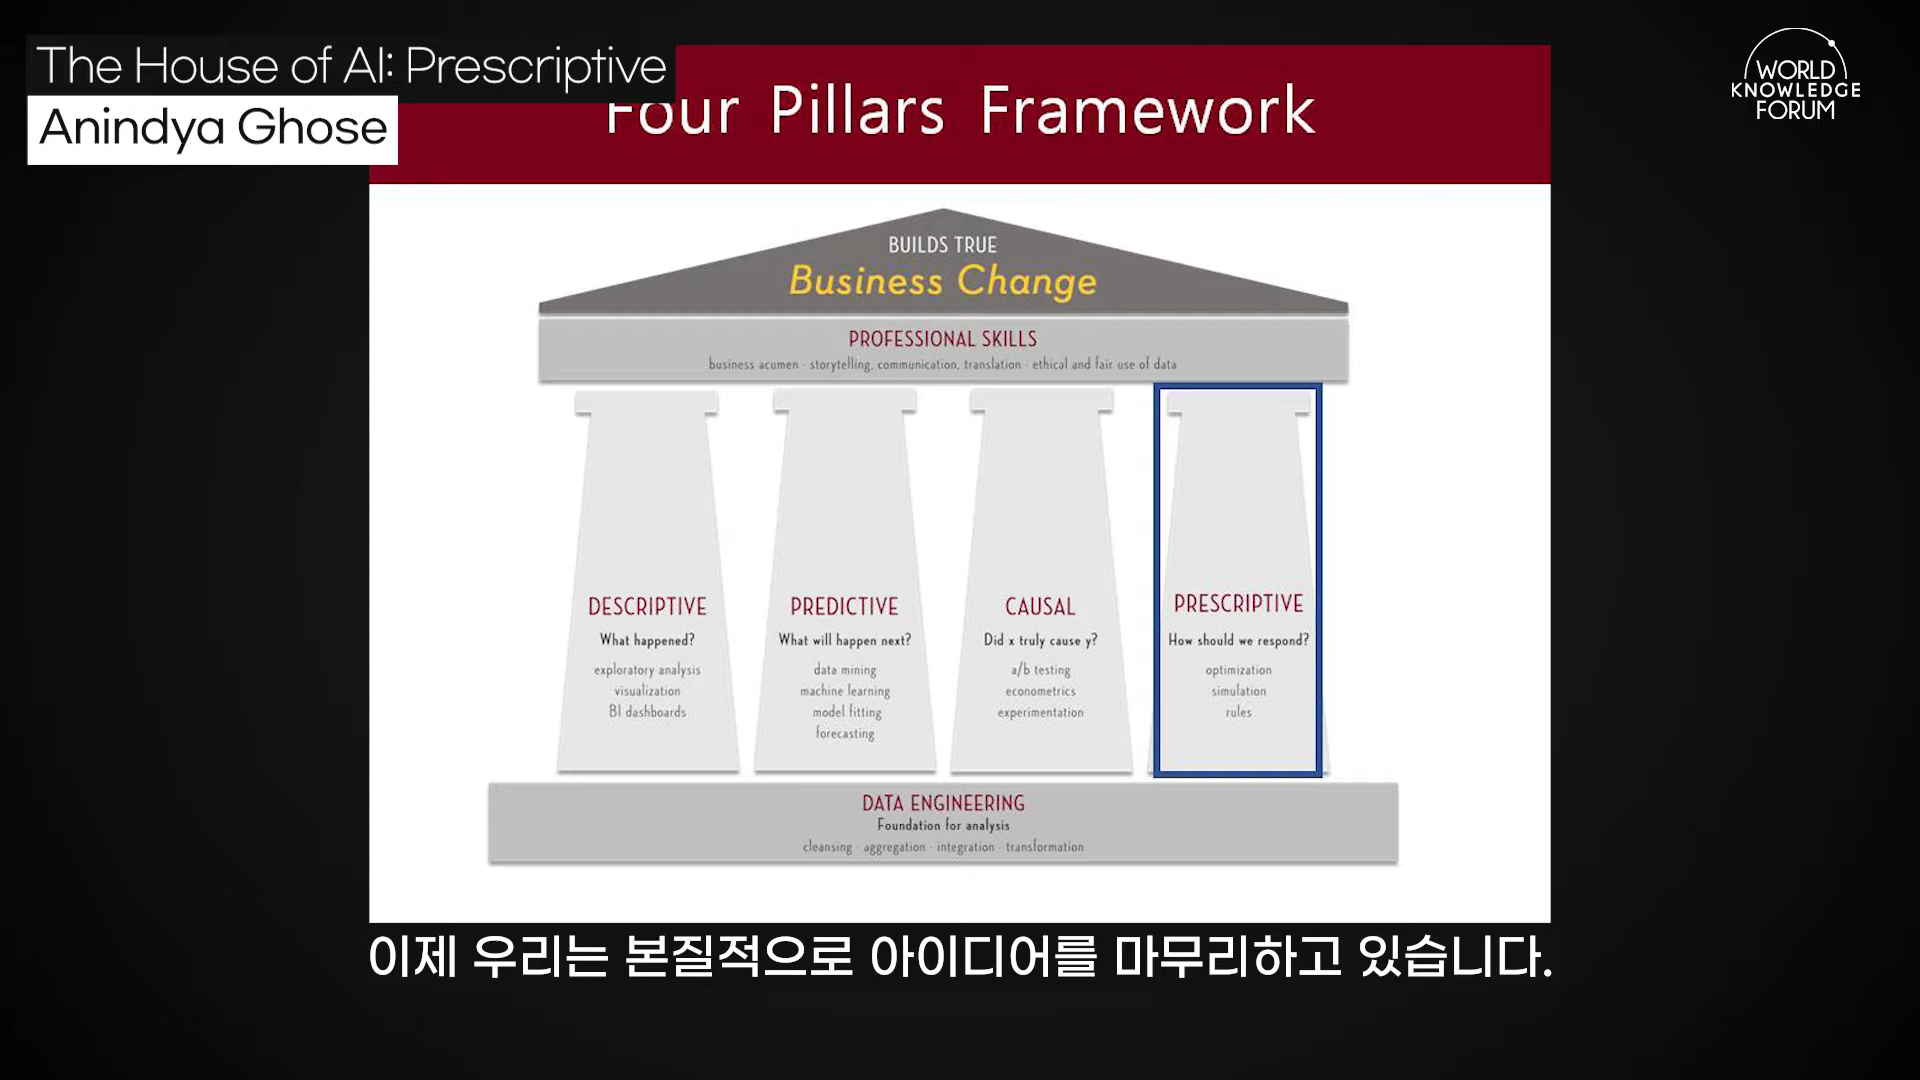 The House of AI: Prescriptive
Anindya Ghose
WORLD
KNOWLEDGE
FORUM
Four Pillars Framework
BUILDS TRUE
Business Change
PROFESSIONAL SKILLS
business acumen · storytelling, communication, translation · ethical and fair use of data
DESCRIPTIVE
What happened?
exploratory analysis
visualization
BI dashboards
PREDICTIVE
What will happen next?
data mining
machine learning
model fitting
forecasting
CAUSAL
Did x truly cause y?
a/b testing
econometrics
experimentation
PRESCRIPTIVE
How should we respond?
optimization
simulation
rules
DATA ENGINEERING
Foundation for analysis
cleansing · aggregation · integration · transformation
이제 우리는 본질적으로 아이디어를 마무리하고 있습니다.